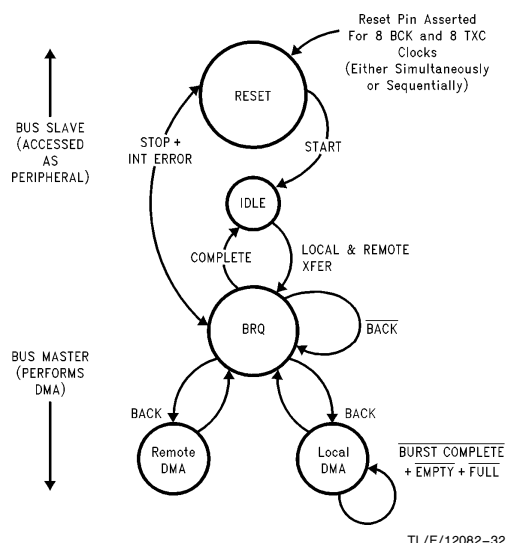 Reset Pin Asserted
For 8 BCK and 8 TXC
Clocks
(Either Simultaneously
or Sequentially)
RESET
BUS SLAVE
(ACCESSED
AS
PERIPHERAL)
STOP +
INT ERROR
START
IDLE
COMPLETE
LOCAL & REMOTE
XFER
BRQ
BACK
BUS MASTER
(PERFORMS
DMA)
BACK
BACK
Remote
DMA
Local
DMA
BURST COMPLETE
+ EMPTY + FULL
TL/F/12082-32